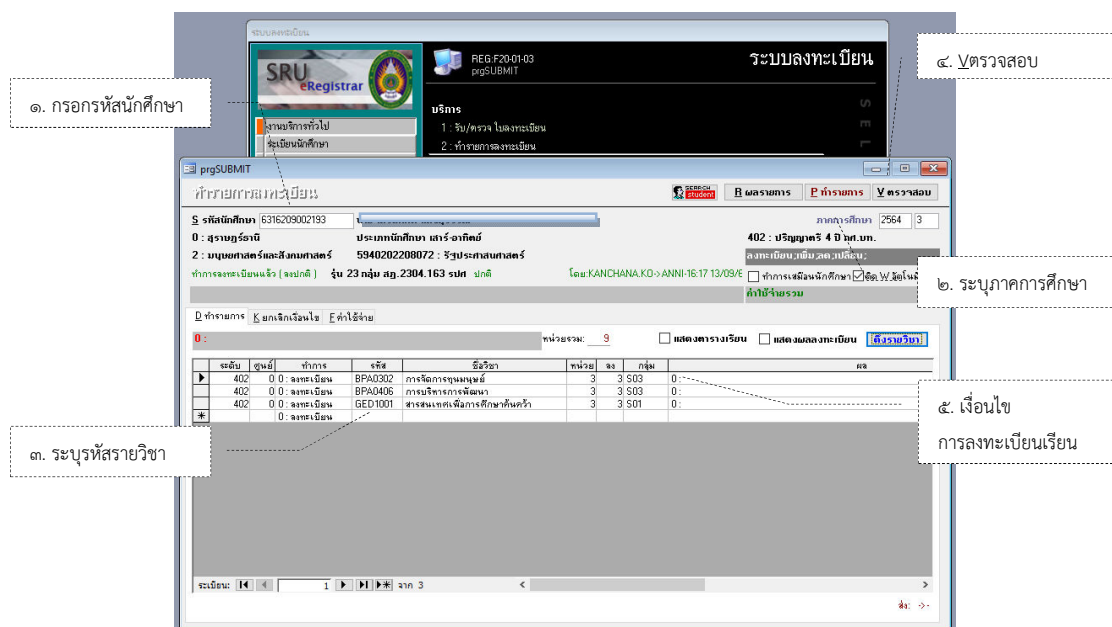 ระบบลงทะเบียน
SRU
eRegistrar
REG:F20-01-03
prgSUBMIT
ระบบลงทะเบียน
๔. Vตรวจสอบ
๑. กรอกรหัสนักศึกษา
บริการ
งานบริการทั่วไป
1 : รับ/ตรวจ ใบลงทะเบียน
ระเบียนนักศึกษา
2 : ทำรายการลงทะเบียน
prgSUBMIT
ทำรายการลงทะเบียน
SEARCH student
R ผลรายการ
P ทำรายการ
V ตรวจสอบ
S รหัสนักศึกษา 6316209002193
ภาคการศึกษา 2564 3
0 : สุราษฎร์ธานี
ประเภทนักศึกษา เสาร์-อาทิตย์
402 : ปริญญาตรี 4 ปี กศ.บท.
2 : มนุษยศาสตร์และสังคมศาสตร์
5940202208072 : รัฐประศาสนศาสตร์
ลงทะเบียน;เพิ่ม;ลด;เปลี่ยน;
ทำการลงทะเบียนแล้ว ( ลงปกติ ) รุ่น 23 กลุ่ม สฎ.2304.163 รปศ ปกติ
โดย:KANCHANA.KO->ANNI-16:17 13/09/6
ทำการเสมือนนักศึกษา
ติด W อัตโนมัติ
๒. ระบุภาคการศึกษา
ค่าใช้จ่ายรวม
D ทำรายการ K ยกเลิกเงื่อนไข F ค่าใช้จ่าย
0 :
หน่วยรวม: 9
แสดงตารางเรียน
แสดงผลลงทะเบียน
ดึงรายวิชา
ระดับ ศูนย์ ทำการ รหัส ชื่อวิชา หน่วย ลง กลุ่ม ผล
402 0 0 : ลงทะเบียน BPA0302 การจัดการทุนมนุษย์ 3 3 S03 0 :
402 0 0 : ลงทะเบียน BPA0406 การบริหารการพัฒนา 3 3 S03 0 :
402 0 0 : ลงทะเบียน GED1001 สารสนเทศเพื่อการศึกษาค้นคว้า 3 3 S01 0 :
0 : ลงทะเบียน
๕. เงื่อนไข
การลงทะเบียนเรียน
๓. ระบุรหัสรายวิชา
ระเบียน: 1 จาก 3
ส่ง: ->-